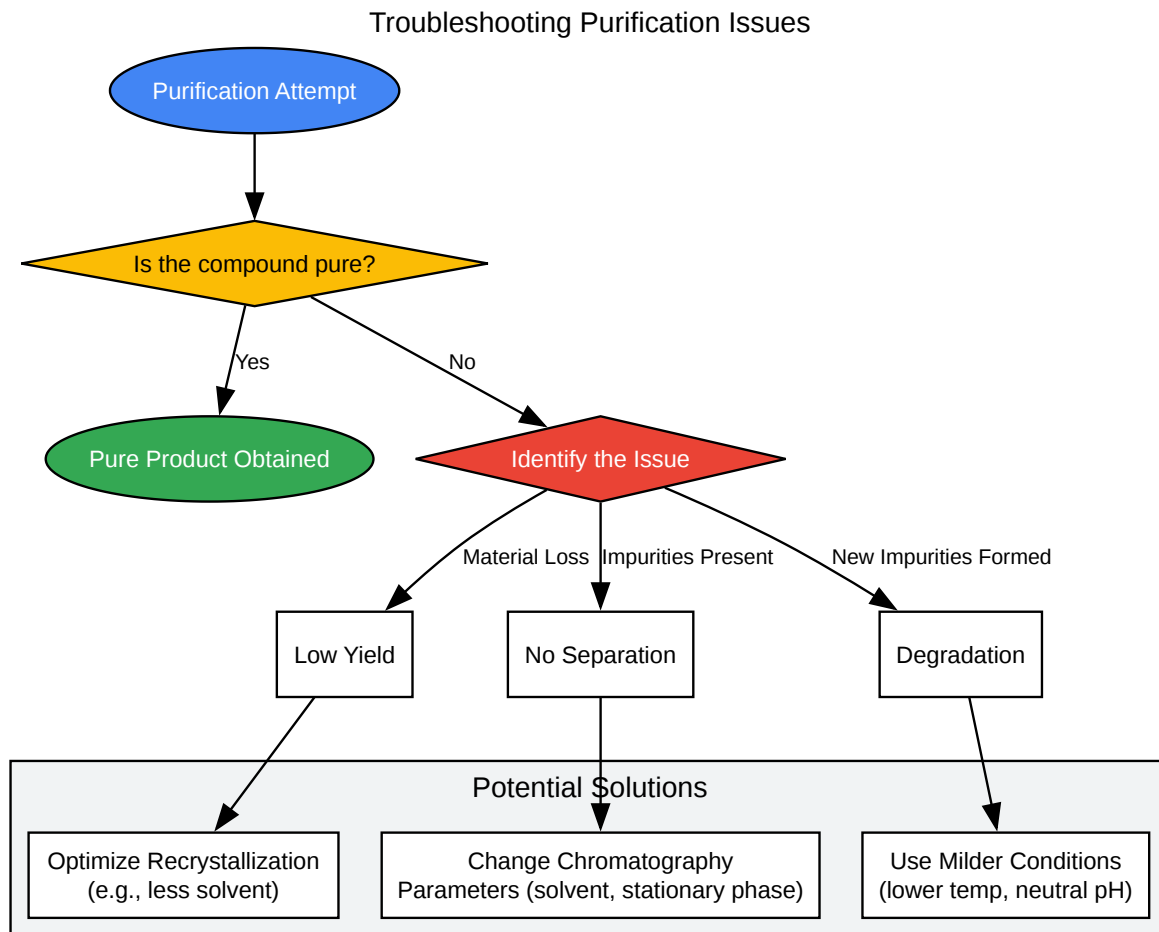 Troubleshooting Purification Issues
Purification Attempt
Is the compound pure?
Yes
No
Pure Product Obtained
Identify the Issue
Material Loss
Impurities Present
New Impurities Formed
Low Yield
No Separation
Degradation
Potential Solutions
Optimize Recrystallization
(e.g., less solvent)
Change Chromatography
Parameters (solvent, stationary phase)
Use Milder Conditions
(lower temp, neutral pH)